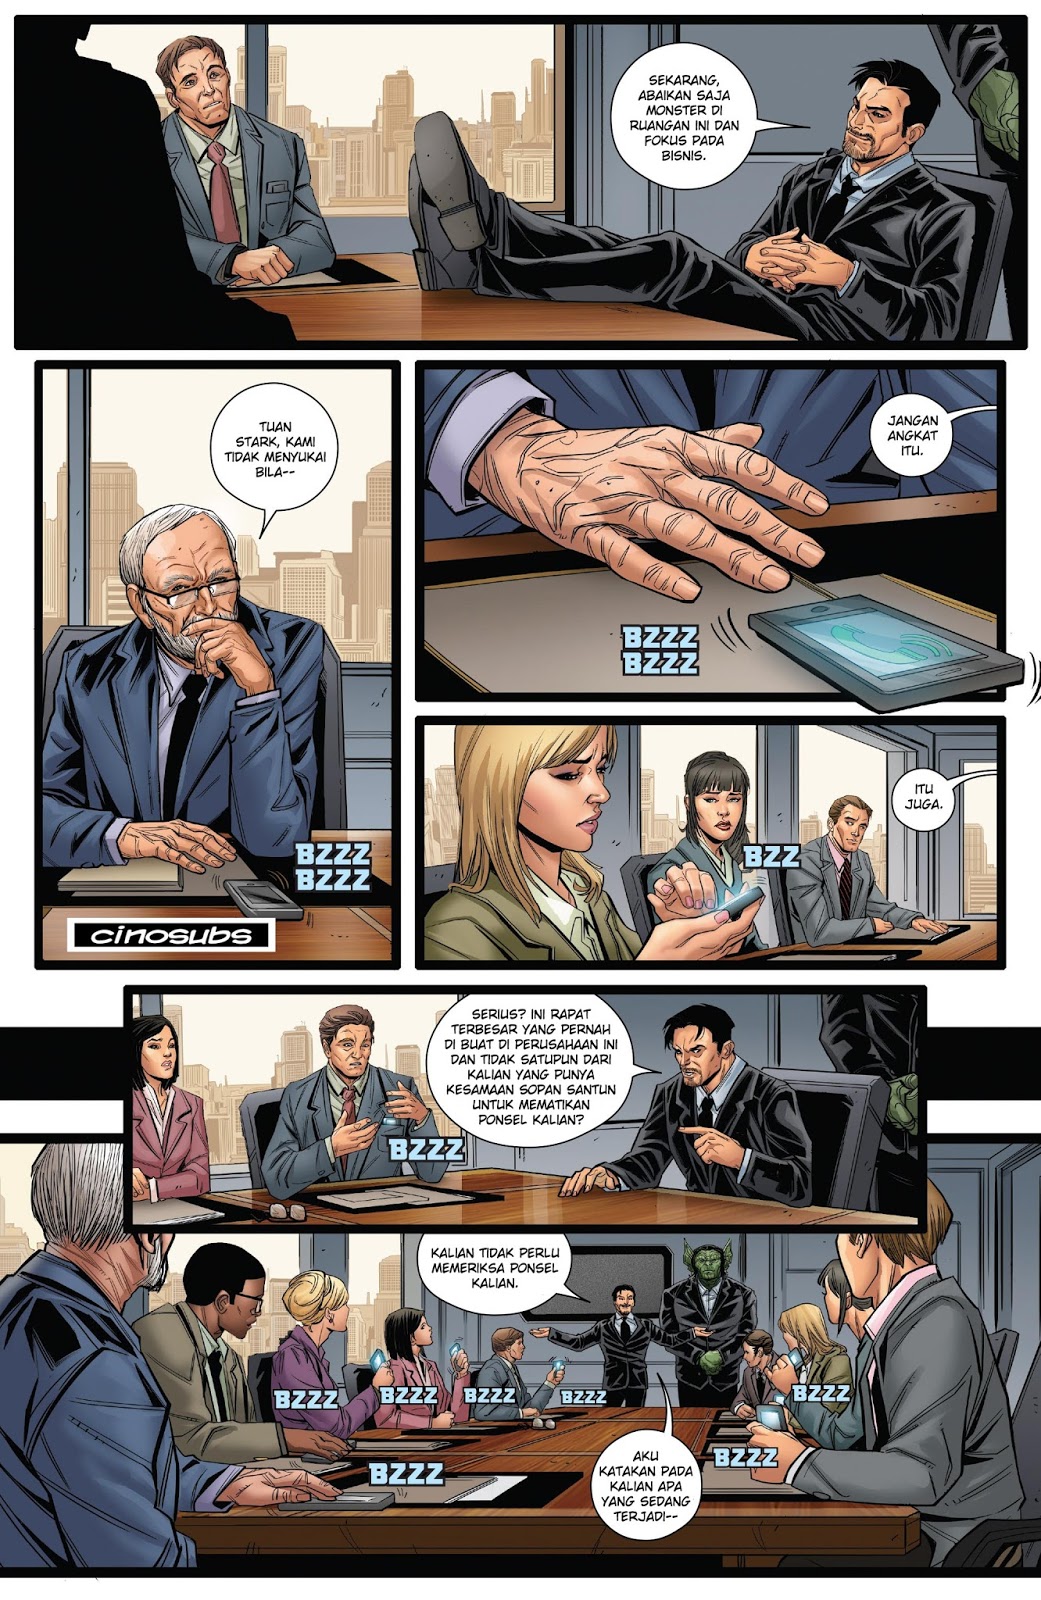 SEKARANG,
ABAIKAN SAJA
MONSTER DI
RUANGAN INI DAN
FOKUS PADA
BISNIS.
TUAN
STARK, KAMI
TIDAK MENYUKAI
BILA--
BZZZ
BZZZ
cinosubs
JANGAN
ANGKAT
ITU.
BZZZ
BZZZ
ITU
JUGA.
BZZ
SERIUS? INI RAPAT
TERBESAR YANG PERNAH
DI BUAT DI PERUSAHAAN INI
DAN TIDAK SATUPUN DARI
KALIAN YANG PUNYA
KESAMAAN SOPAN SANTUN
UNTUK MEMATIKAN
PONSEL KALIAN?
BZZZ
KALIAN TIDAK PERLU
MEMERIKSA PONSEL
KALIAN.
BZZZ
BZZZ
BZZZ
BZZZ
BZZZ
BZZZ
BZZZ
AKU
KATAKAN PADA
KALIAN APA
YANG SEDANG
TERJADI--